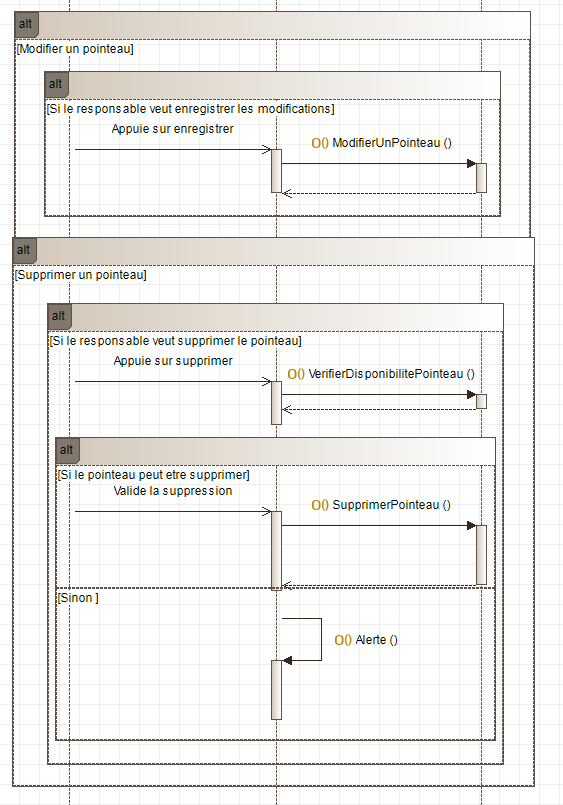 alt
[Modifier un pointeau]
alt
[Si le responsable veut enregistrer les modifications]
Appuie sur enregistrer
O() ModifierUnPointeau ()
alt
[Supprimer un pointeau]
alt
[Si le responsable veut supprimer le pointeau]
Appuie sur supprimer
O() VerifierDisponibilitePointeau ()
alt
[Si le pointeau peut etre supprimer]
Valide la suppression
O() SupprimerPointeau ()
[Sinon ]
O() Alerte ()